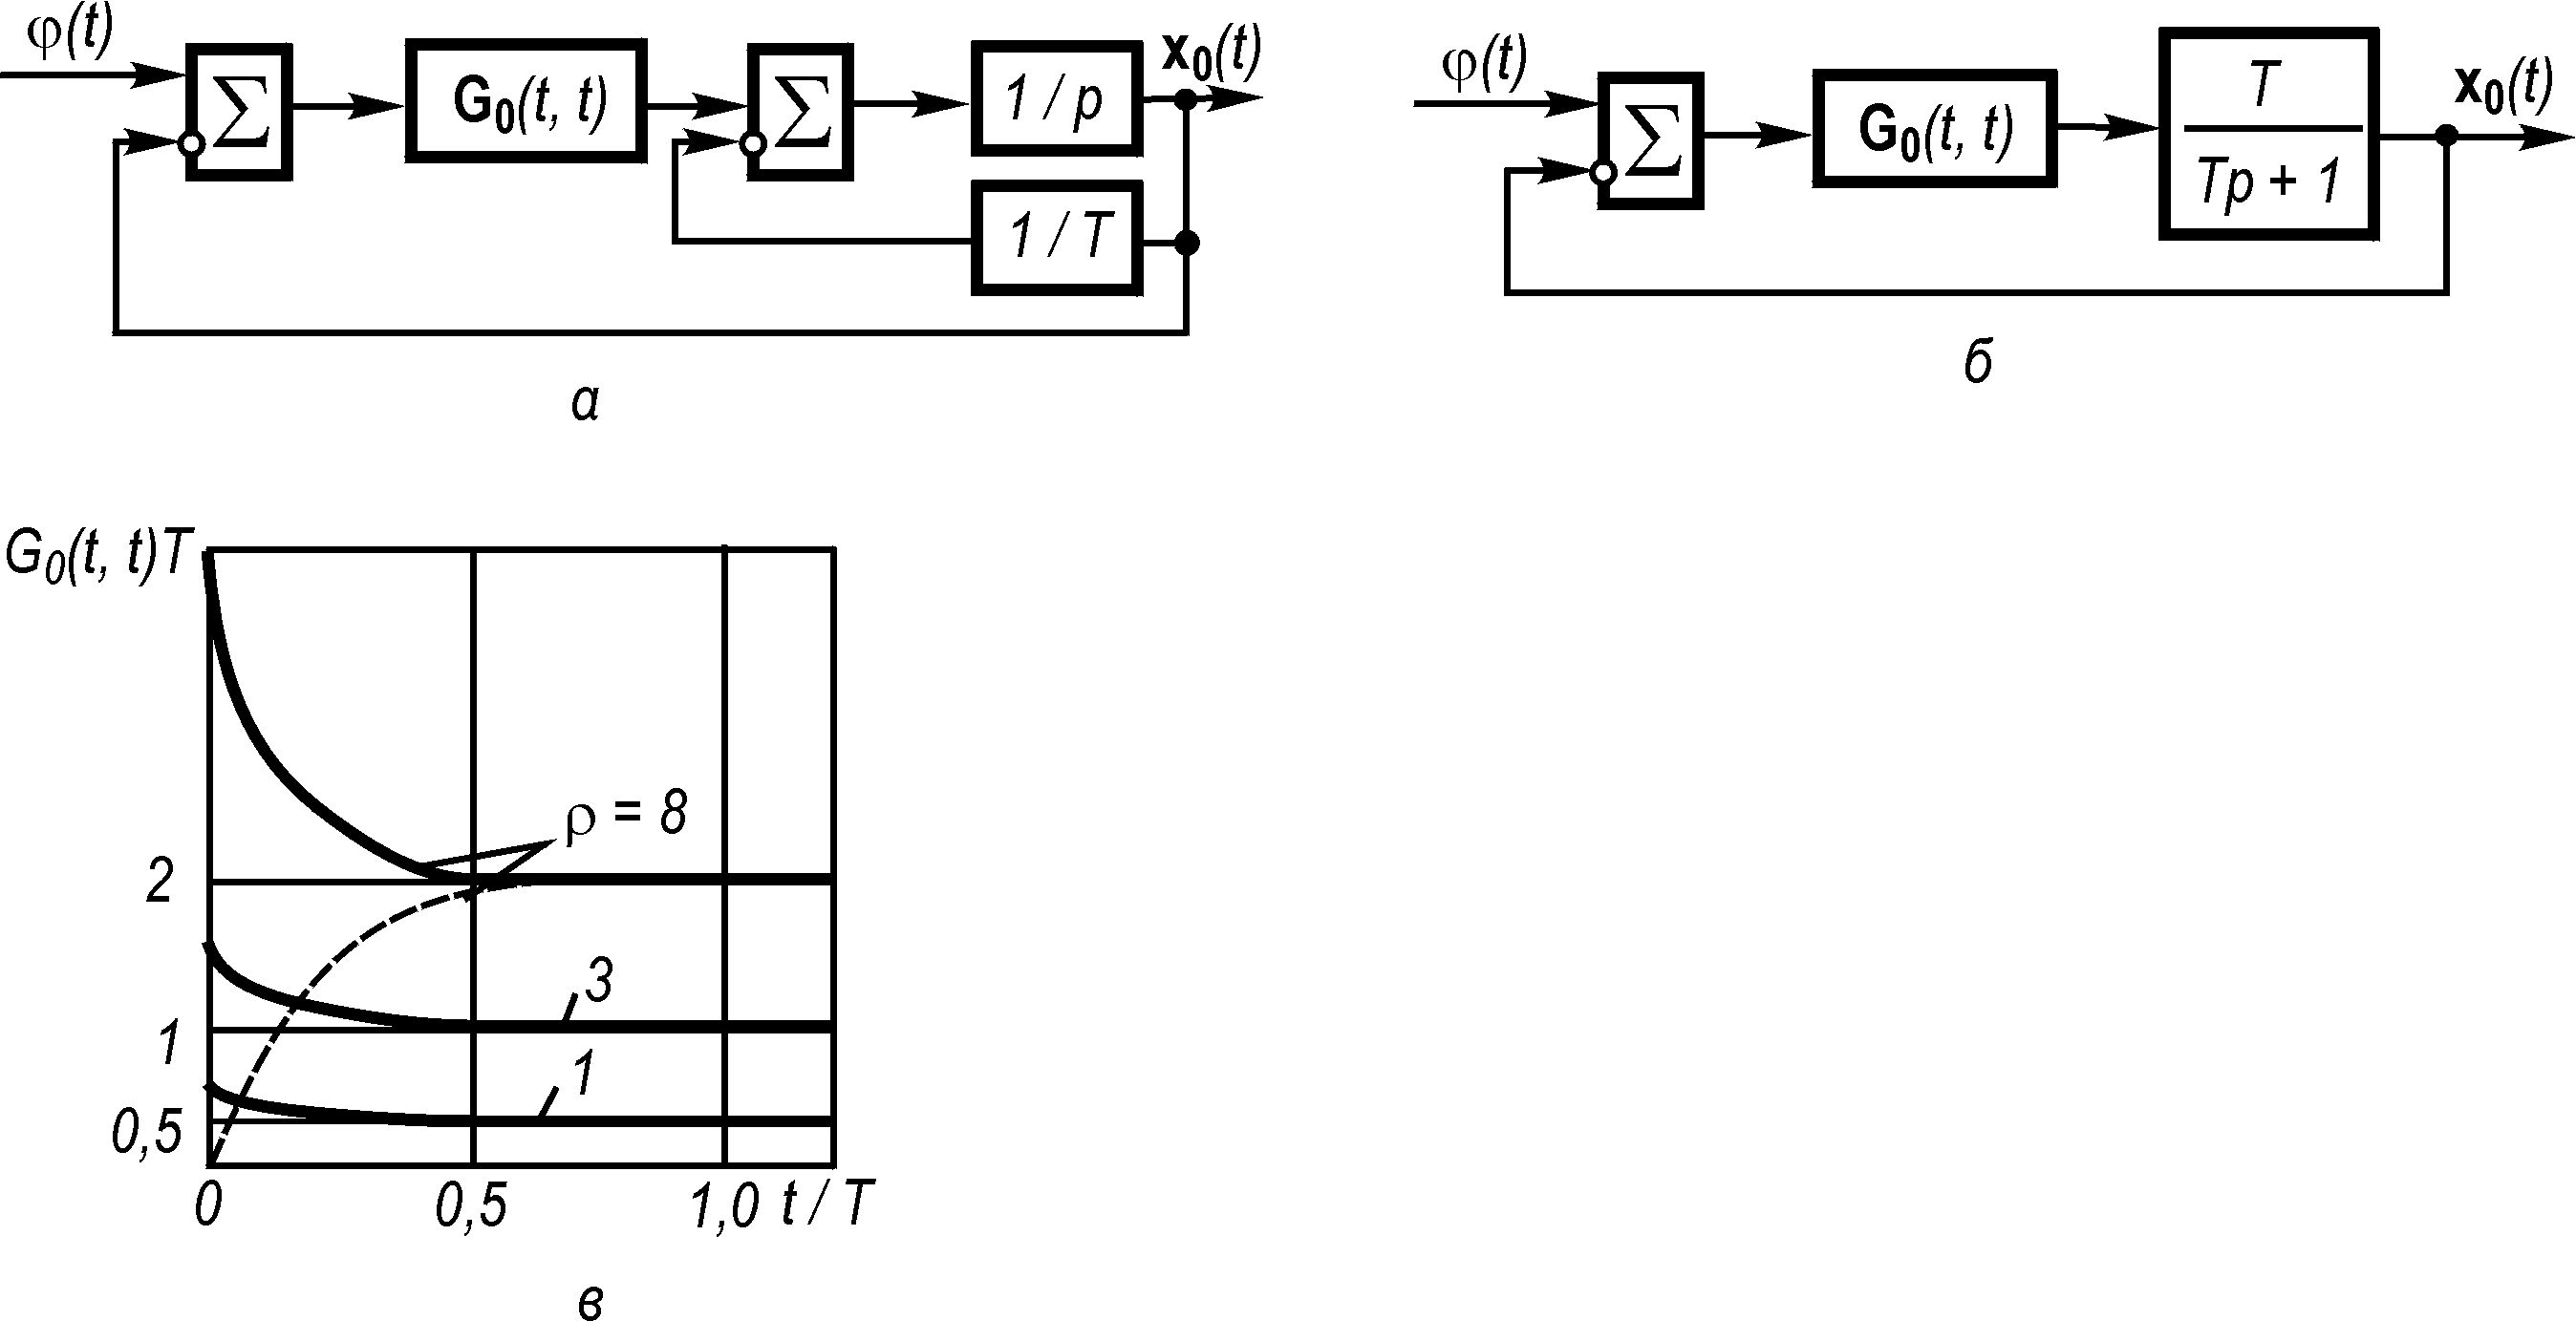 φ(t)
Σ
G₀(t, t)
Σ
1 / p
x₀(t)
1 / T
а
φ(t)
Σ
G₀(t, t)
T
Tp + 1
x₀(t)
б
G₀(t, t)T
ρ = 8
2
3
1
1
0,5
0
0,5
1,0
t / T
в